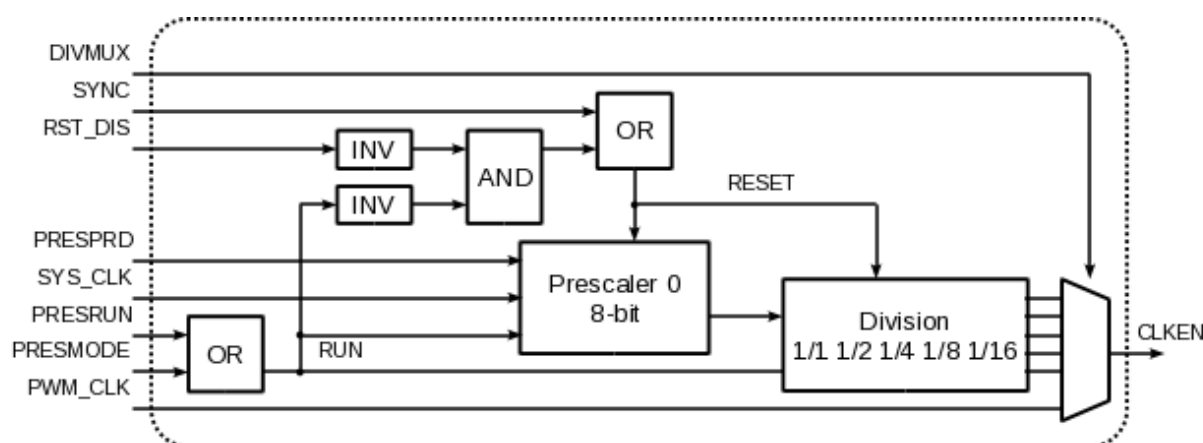 DIVMUX
SYNC
RST_DIS
INV
AND
OR
INV
RESET
PRESPRD
SYS_CLK
PRESRUN
PRESMODE
PWM_CLK
OR
RUN
Prescaler 0
8-bit
Division
1/1 1/2 1/4 1/8 1/16
CLKEN